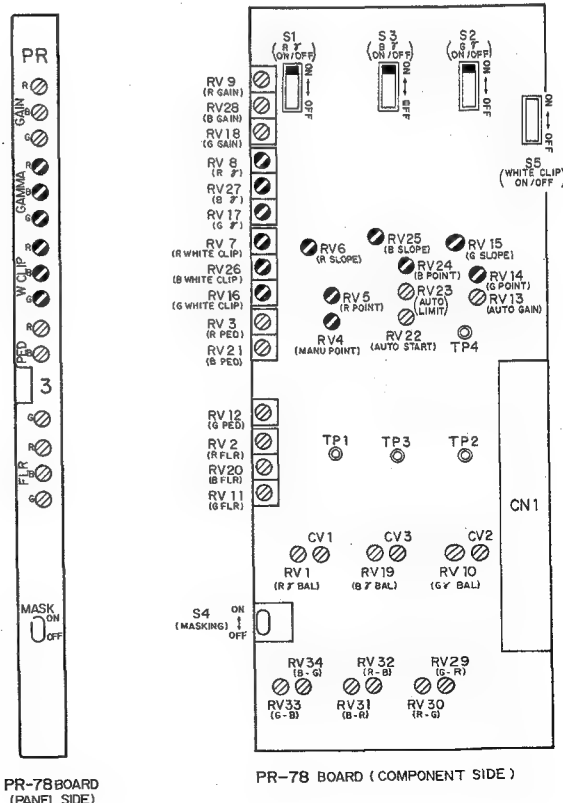 PR
R
B
G
GAIN
R
B
G
GAMMA
R
B
G
W CLIP
R
B
PED
3
G
R
B
G
FLR
MASK
ON
OFF
PR-78 BOARD
(PANEL SIDE)
S1
(R γ
ON/OFF)
ON ↔ OFF
S3
(B γ
ON/OFF)
ON ↔ OFF
S2
(G γ
ON/OFF)
ON ↔ OFF
ON ↔ OFF
S5
(WHITE CLIP
ON/OFF)
RV 9
(R GAIN)
RV28
(B GAIN)
RV18
(G GAIN)
RV 8
(R γ)
RV27
(B γ)
RV17
(G γ)
RV 7
(R WHITE CLIP)
RV26
(B WHITE CLIP)
RV16
(G WHITE CLIP)
RV 3
(R PED)
RV21
(B PED)
RV6
(R SLOPE)
RV25
(B SLOPE)
RV 15
(G SLOPE)
RV24
(B POINT)
RV14
(G POINT)
RV5
(R POINT)
RV23
(AUTO
LIMIT)
RV13
(AUTO GAIN)
RV4
(MANU POINT)
RV22
(AUTO START)
TP4
RV12
(G PED)
RV 2
(R FLR)
RV20
(B FLR)
RV 11
(G FLR)
TP1
TP3
TP2
CN1
CV1
CV3
CV2
RV1
(R γ BAL)
RV19
(B γ BAL)
RV 10
(G γ BAL)
S4
(MASKING)
ON
↕
OFF
RV34
(B-G)
RV32
(R-B)
RV29
(G-R)
RV33
(G-B)
RV31
(B-R)
RV30
(R-G)
PR-78 BOARD (COMPONENT SIDE)